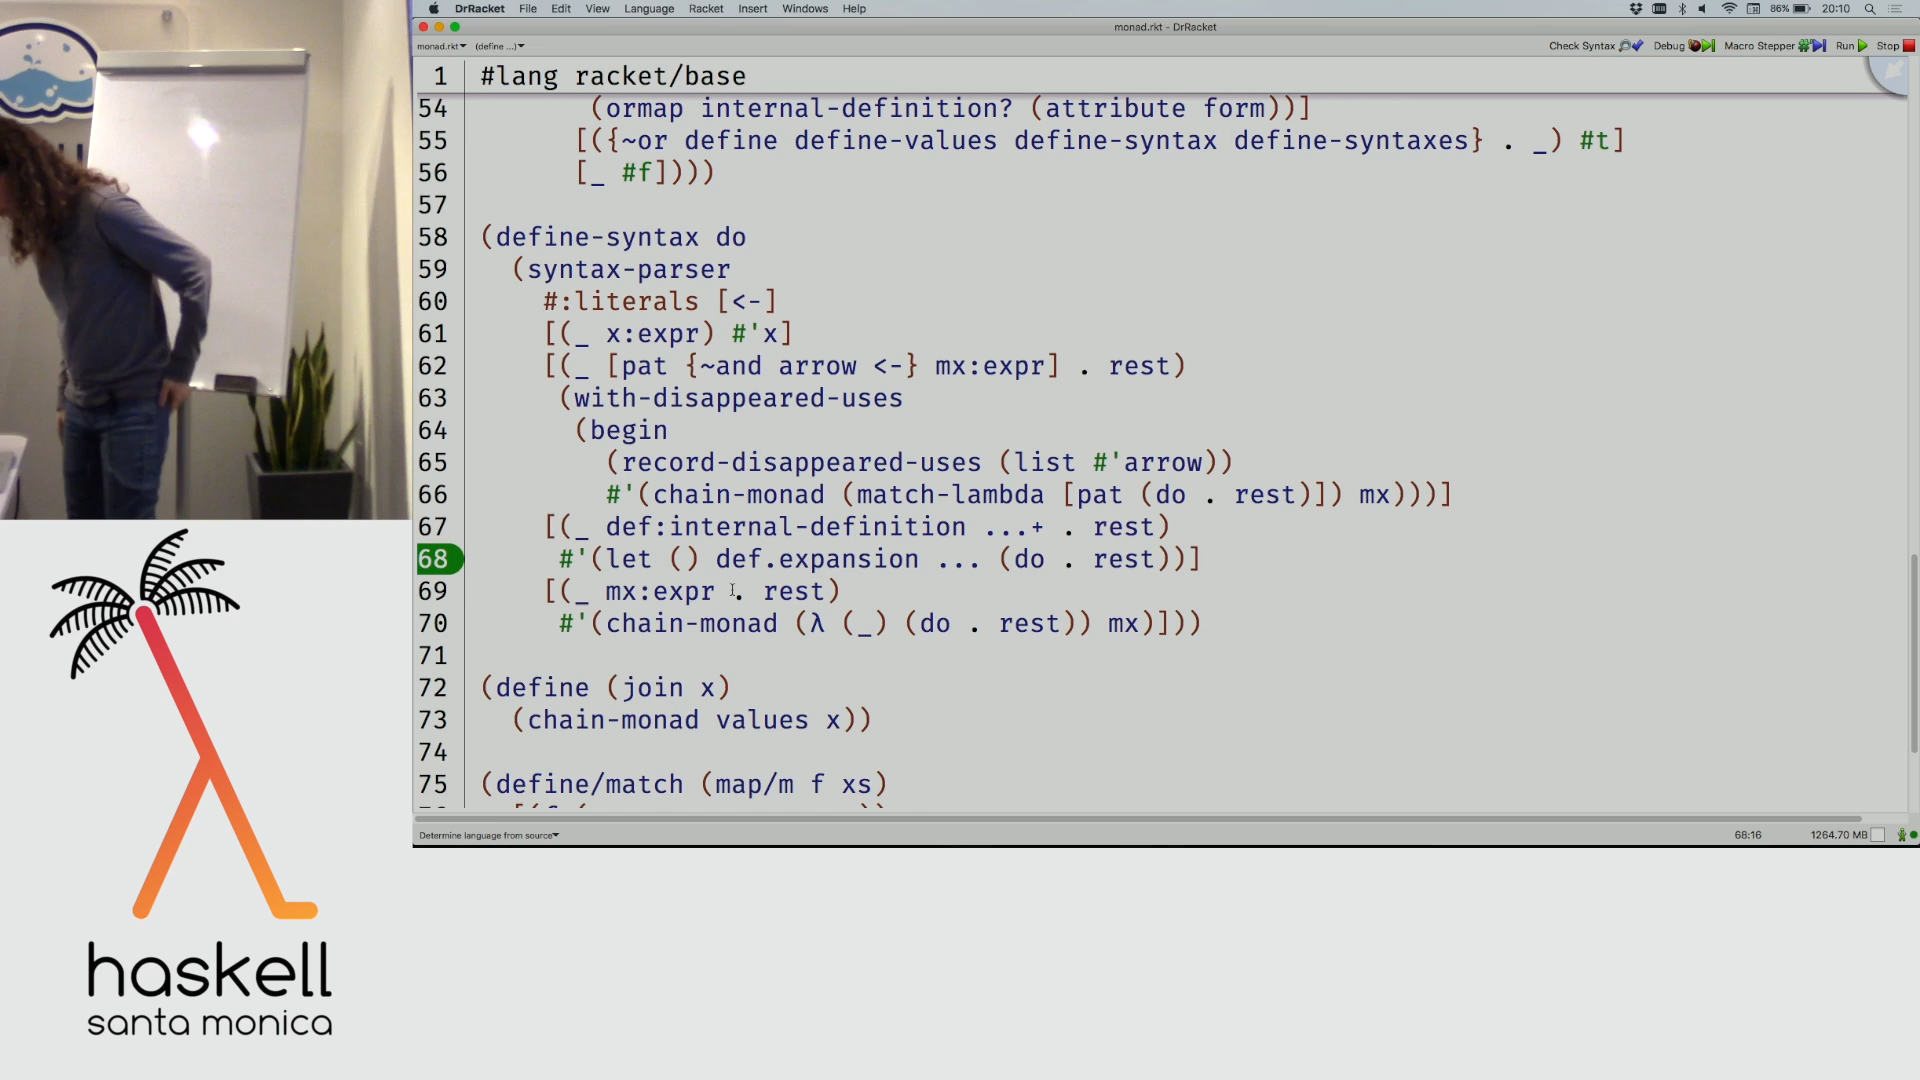 DrRacket File Edit View Language Racket Insert Windows Help
86% 20:10
monad.rkt - DrRacket
monad.rkt (define ...)
Check Syntax Debug Macro Stepper Run Stop
1 #lang racket/base
54 (ormap internal-definition? (attribute form))]
55 [({~or define define-values define-syntax define-syntaxes} . _) #t]
56 [_ #f])))
57
58 (define-syntax do
59 (syntax-parser
60 #:literals [<-]
61 [(_ x:expr) #'x]
62 [(_ [pat {~and arrow <-} mx:expr] . rest)
63 (with-disappeared-uses
64 (begin
65 (record-disappeared-uses (list #'arrow))
66 #'(chain-monad (match-lambda [pat (do . rest)]) mx)))]
67 [(_ def:internal-definition ...+ . rest)
68 #'(let () def.expansion ... (do . rest))]
69 [(_ mx:expr . rest)
70 #'(chain-monad (λ (_) (do . rest)) mx)]))
71
72 (define (join x)
73 (chain-monad values x))
74
75 (define/match (map/m f xs)
Determine language from source
68:16 1264.70 MB
haskell
santa monica